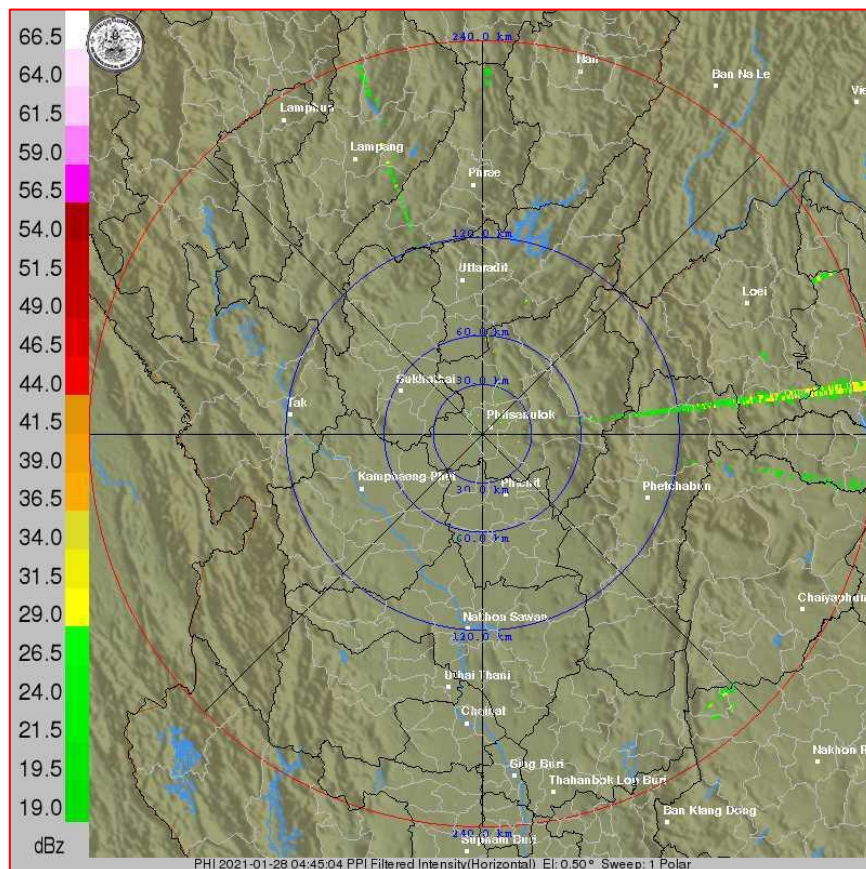 66.5
64.0
61.5
59.0
56.5
54.0
51.5
49.0
46.5
44.0
41.5
39.0
36.5
34.0
31.5
29.0
26.5
24.0
21.5
19.5
19.0
dBz
240.0 km
Nan
Ban Na Le
Vie
Lamphun
Lampang
Phrae
120.0 km
Uttaradit
Loei
60.0 km
30.0 km
Sukhothai
Tak
Phitsanulok
Kamphaeng-Phet
Phichit
Phetchabun
30.0 km
60.0 km
Chaiyaphum
Nakhon Sawan
120.0 km
Uthai Thani
Chainat
Nakhon R
Sing Buri
Thahanbok Lop Buri
Ban Klang Dong
240.0 km
Suphan Buri
PHI 2021-01-28 04:45:04 PPI Filtered Intensity(Horizontal) El: 0.50° Sweep: 1 Polar